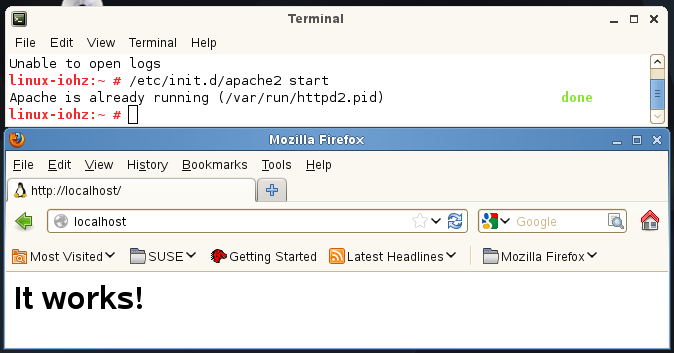 Terminal
File Edit View Terminal Help
Unable to open logs
linux-iohz:~ # /etc/init.d/apache2 start
Apache is already running (/var/run/httpd2.pid) done
linux-iohz:~ #
Mozilla Firefox
File Edit View History Bookmarks Tools Help
http://localhost/
localhost Google
Most Visited SUSE Getting Started Latest Headlines Mozilla Firefox
It works!